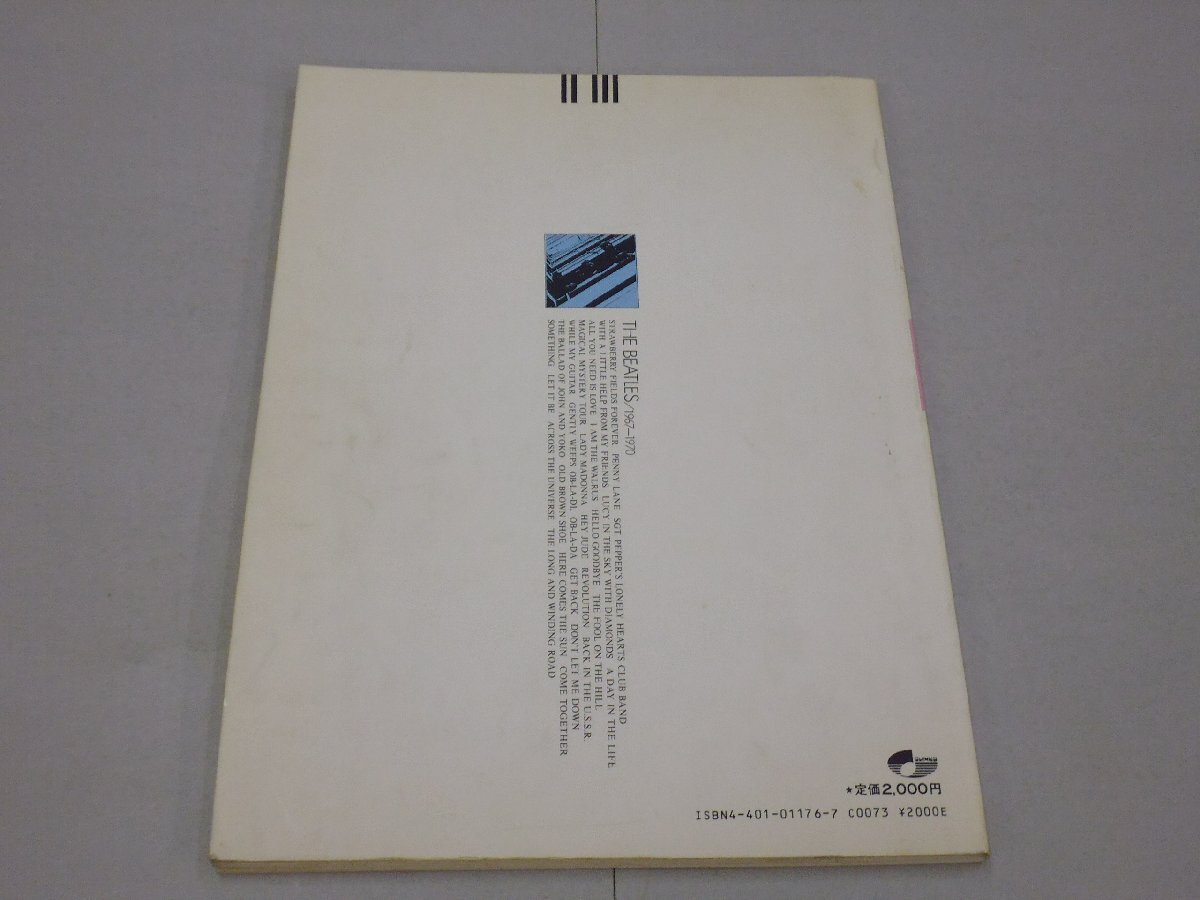 THE BEATLES/1967–1970
STRAWBERRY FIELDS FOREVER PENNY LANE SGT PEPPER'S LONELY HEARTS CLUB BAND
WITH A LITTLE HELP FROM MY FRIENDS LUCY IN THE SKY WITH DIAMONDS A DAY IN THE LIFE
ALL YOU NEED IS LOVE I AM THE WALRUS HELLO GOODBYE THE FOOL ON THE HILL
MAGICAL MYSTERY TOUR LADY MADONNA HEY JUDE REVOLUTION BACK IN THE U.S.S.R.
WHILE MY GUITAR GENTLY WEEPS OB-LA-DI, OB-LA-DA GET BACK DON'T LET ME DOWN
THE BALLAD OF JOHN AND YOKO OLD BROWN SHOE HERE COMES THE SUN COME TOGETHER
SOMETHING LET IT BE ACROSS THE UNIVERSE THE LONG AND WINDING ROAD
*定価2,000円
ISBN4-401-01176-7 C0073 ¥2000E